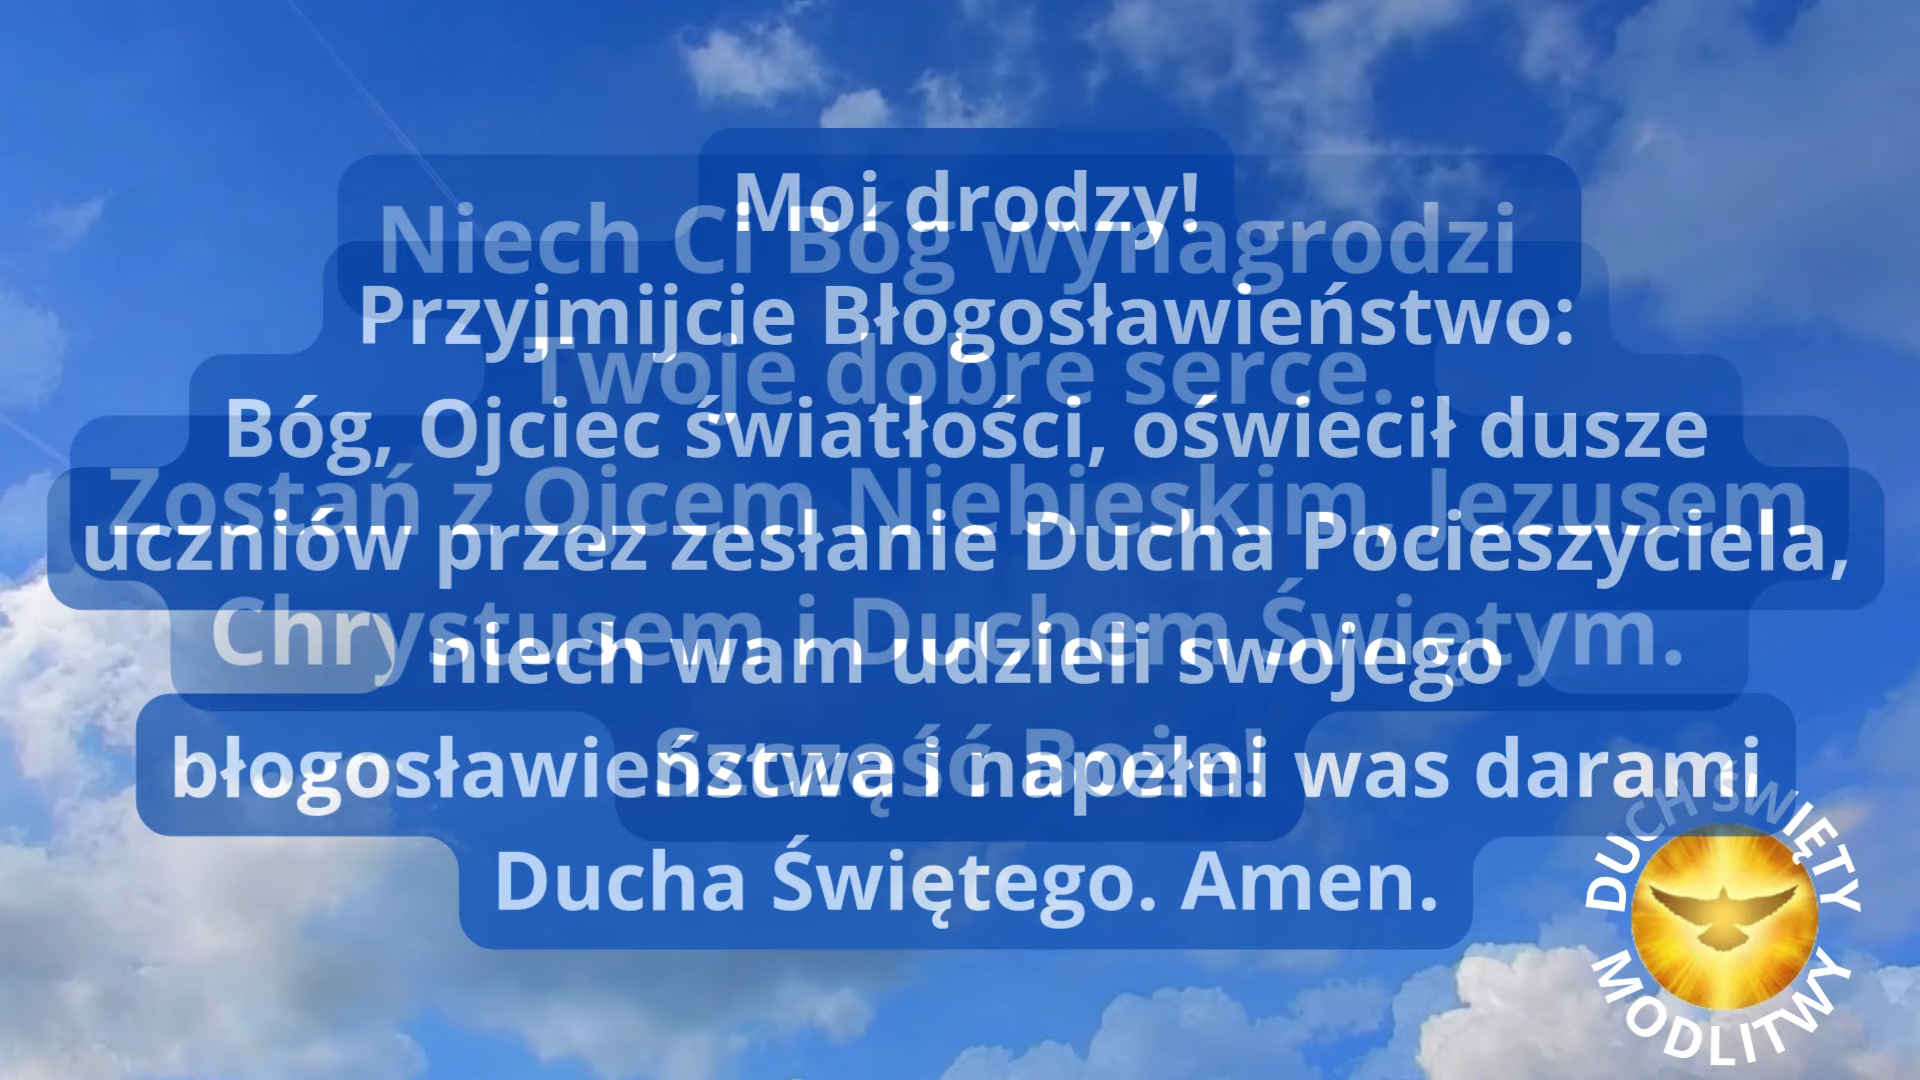 Moi drodzy!
Przyjmijcie Błogosławieństwo:
Bóg, Ojciec światłości, oświecił dusze
uczniów przez zesłanie Ducha Pocieszyciela,
niech wam udzieli swojego
błogosławieństwa i napełni was darami
Ducha Świętego. Amen.
Niech Ci Bóg wynagrodzi
Twoje dobre serce.
Zostań z Ojcem Niebieskim, Jezusem
Chrystusem i Duchem Świętym.
Szczęść Boże!
DUCH ŚWIĘTY
MODLITWY